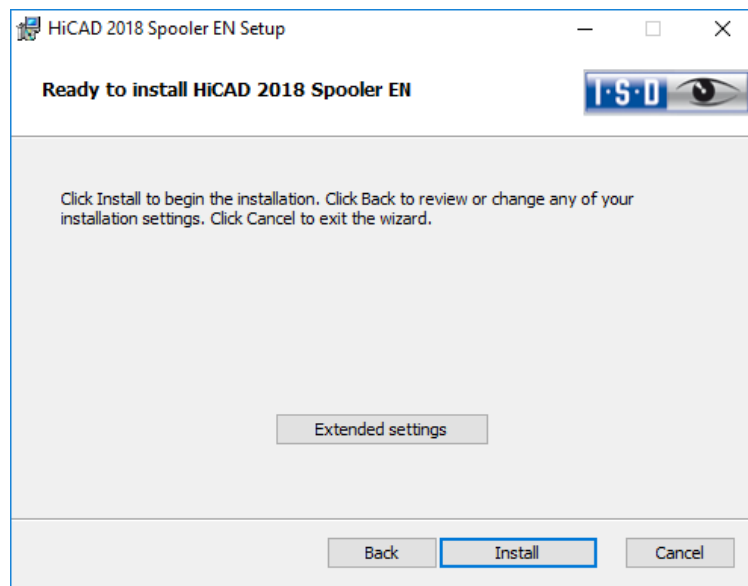 HiCAD 2018 Spooler EN Setup
Ready to install HiCAD 2018 Spooler EN
I·S·D
Click Install to begin the installation. Click Back to review or change any of your
installation settings. Click Cancel to exit the wizard.
Extended settings
Back
Install
Cancel